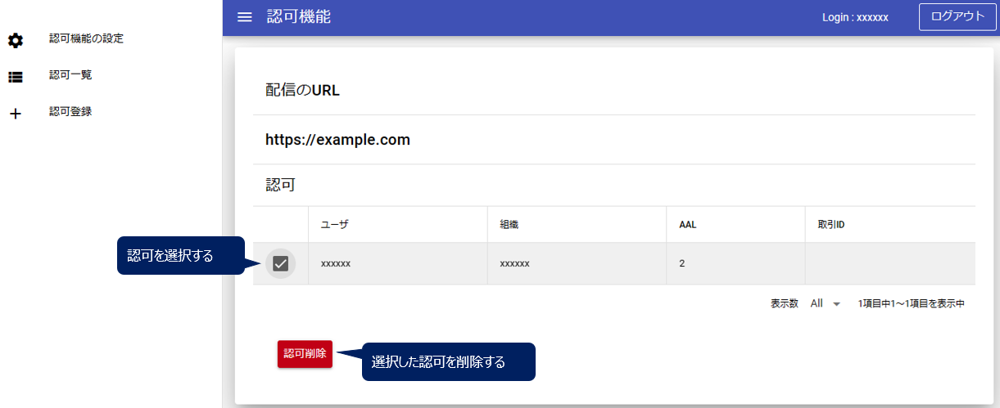 認可機能
Login : xxxxxx
ログアウト
認可機能の設定
認可一覧
認可登録
配信のURL
https://example.com
認可
ユーザ
組織
AAL
取引ID
認可を選択する
xxxxxx
xxxxxx
2
表示数
All
1項目中1～1項目を表示中
認可削除
選択した認可を削除する